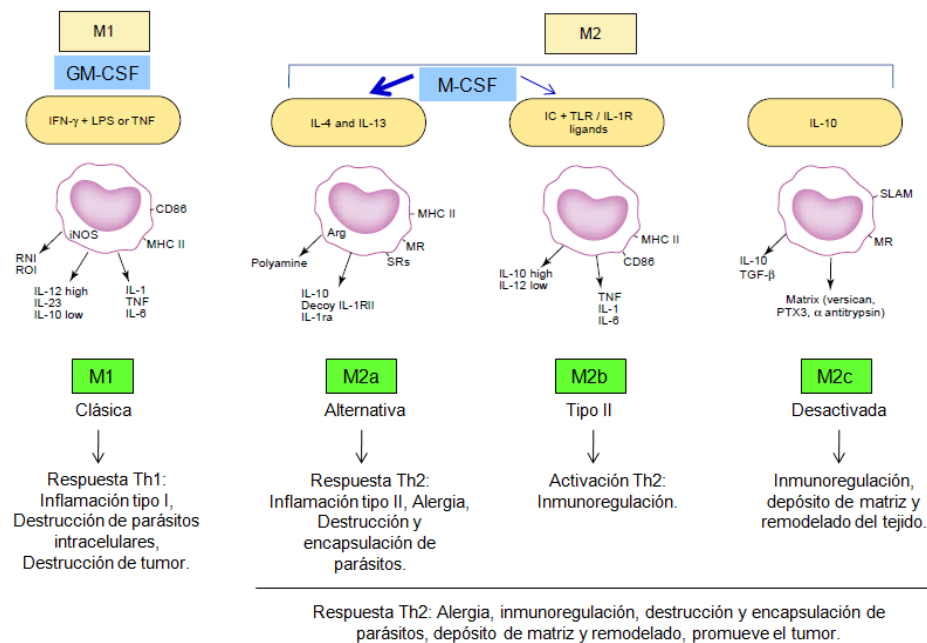 M1
M2
GM-CSF
M-CSF
IFN-γ + LPS or TNF
IL-4 and IL-13
IC + TLR / IL-1R
ligands
IL-10
CD86
iNOS
MHC II
RNI
ROI
IL-12 high
IL-23
IL-10 low
IL-1
TNF
IL-6
MHC II
Arg
MR
SRs
Polyamine
IL-10
Decoy IL-1RII
IL-1ra
MHC II
CD86
IL-10 high
IL-12 low
TNF
IL-1
IL-6
SLAM
MR
IL-10
TGF-β
Matrix (versican,
PTX3, α antitrypsin)
M1
M2a
M2b
M2c
Clásica
Alternativa
Tipo II
Desactivada
Respuesta Th1:
Inflamación tipo I,
Destrucción de parásitos
intracelulares,
Destrucción de tumor.
Respuesta Th2:
Inflamación tipo II, Alergia,
Destrucción y
encapsulación de
parásitos.
Activación Th2:
Inmunoregulación.
Inmunoregulación,
depósito de matriz y
remodelado del tejido.
Respuesta Th2: Alergia, inmunoregulación, destrucción y encapsulación de
parásitos, depósito de matriz y remodelado, promueve el tumor.